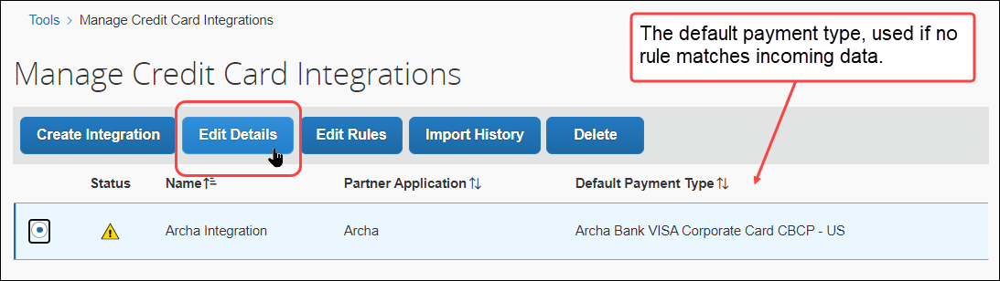 Tools > Manage Credit Card Integrations
The default payment type, used if no
rule matches incoming data.
Manage Credit Card Integrations
Create Integration Edit Details Edit Rules Import History Delete
Status Name Partner Application Default Payment Type
Archa Integration Archa Archa Bank VISA Corporate Card CBCP - US